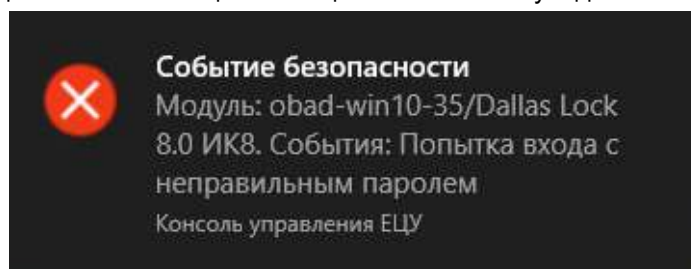 Событие безопасности
Модуль: obad-win10-35/Dallas Lock
8.0 ИК8. События: Попытка входа с
неправильным паролем
Консоль управления ЕЦУ